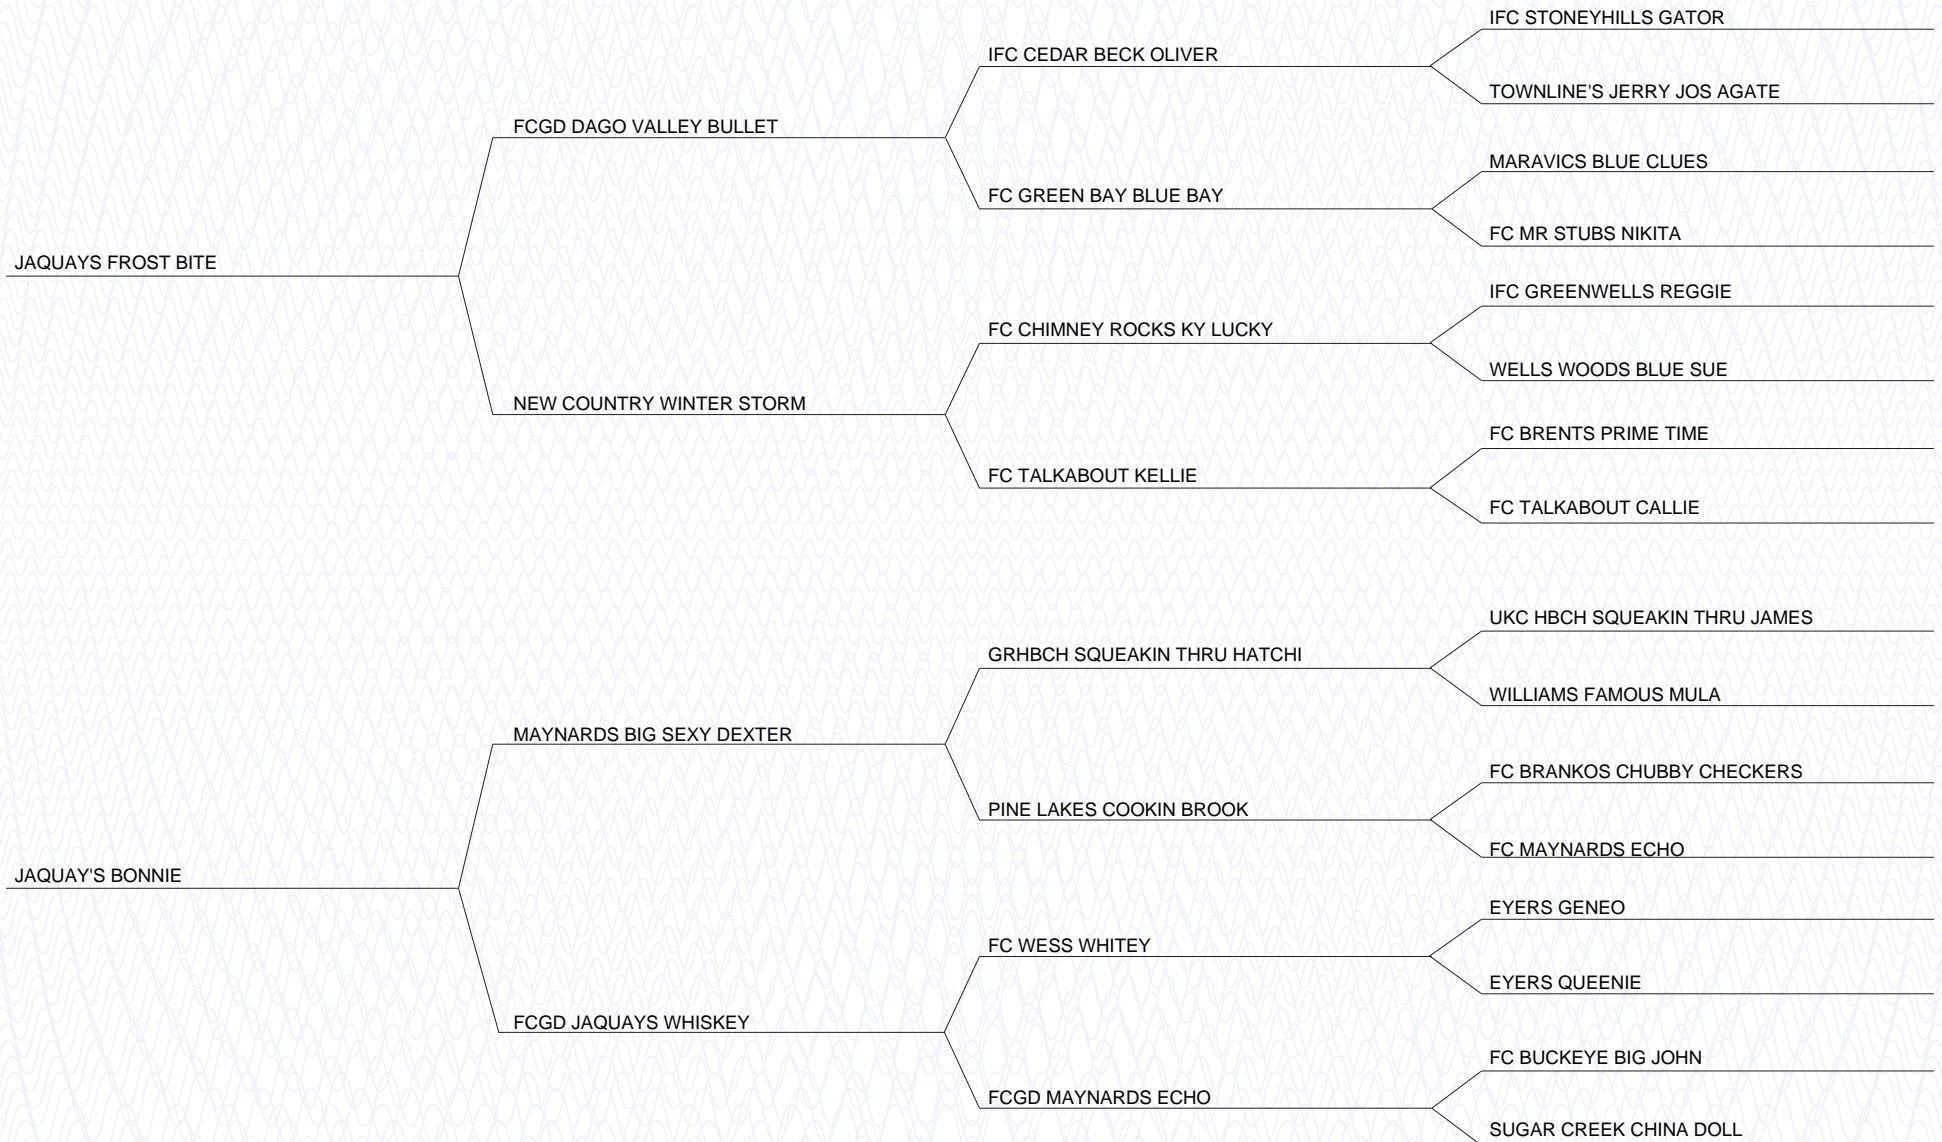 IFC STONEYHILLS GATOR
IFC CEDAR BECK OLIVER
TOWNLINE'S JERRY JOS AGATE
FCGD DAGO VALLEY BULLET
MARAVICS BLUE CLUES
FC GREEN BAY BLUE BAY
FC MR STUBS NIKITA
JAQUAYS FROST BITE
IFC GREENWELLS REGGIE
FC CHIMNEY ROCKS KY LUCKY
WELLS WOODS BLUE SUE
NEW COUNTRY WINTER STORM
FC BRENTS PRIME TIME
FC TALKABOUT KELLIE
FC TALKABOUT CALLIE
UKC HBCH SQUEAKIN THRU JAMES
GRHBCH SQUEAKIN THRU HATCHI
WILLIAMS FAMOUS MULA
MAYNARDS BIG SEXY DEXTER
FC BRANKOS CHUBBY CHECKERS
PINE LAKES COOKIN BROOK
FC MAYNARDS ECHO
JAQUAY'S BONNIE
EYERS GENEO
FC WESS WHITEY
EYERS QUEENIE
FCGD JAQUAYS WHISKEY
FC BUCKEYE BIG JOHN
FCGD MAYNARDS ECHO
SUGAR CREEK CHINA DOLL